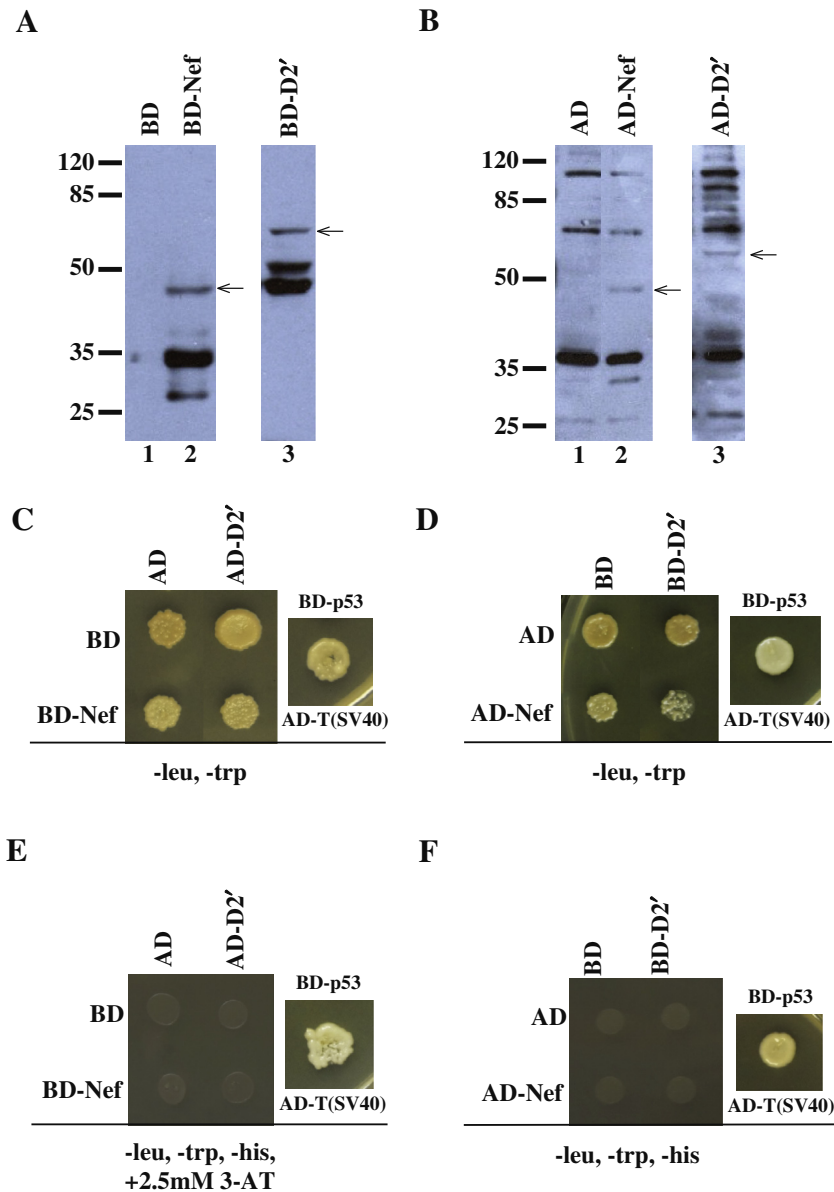 A
B
BD
BD-Nef
BD-D2′
AD
AD-Nef
AD-D2′
120
85
50
35
25
120
85
50
35
25
1 2 3
1 2 3
C
D
AD
AD-D2′
BD
BD-D2′
BD
BD-Nef
BD-p53
AD-T(SV40)
AD
AD-Nef
BD-p53
AD-T(SV40)
-leu, -trp
-leu, -trp
E
F
AD
AD-D2′
BD
BD-D2′
BD
BD-Nef
BD-p53
AD-T(SV40)
AD
AD-Nef
BD-p53
AD-T(SV40)
-leu, -trp, -his,
+2.5mM 3-AT
-leu, -trp, -his